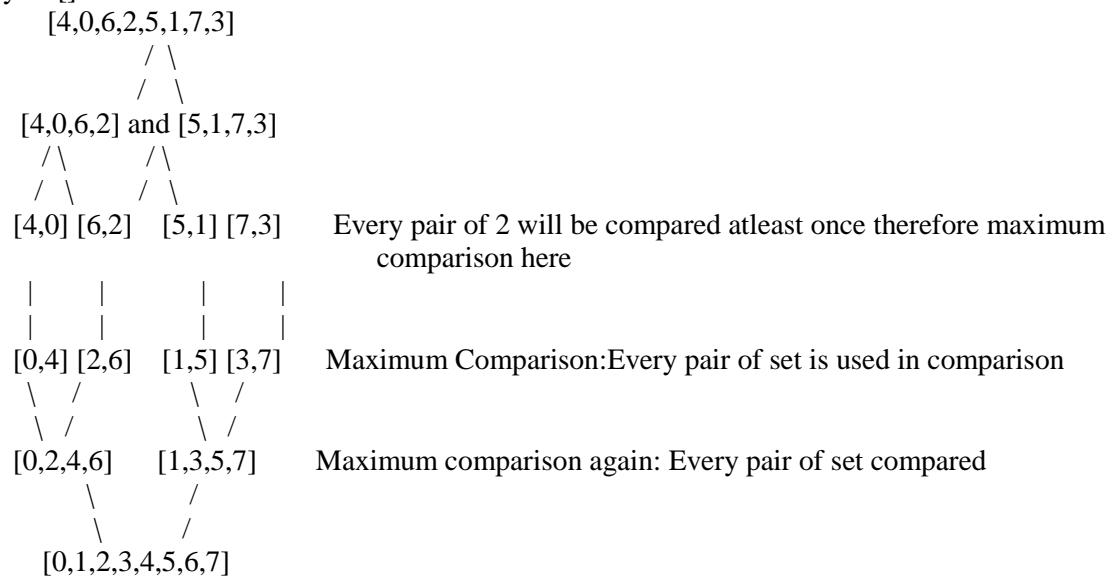 [4,0,6,2,5,1,7,3]
/ \
/ \
[4,0,6,2] and [5,1,7,3]
/ \ / \
/ \ / \
[4,0] [6,2] [5,1] [7,3] Every pair of 2 will be compared atleast once therefore maximum
comparison here
| | | |
| | | |
[0,4] [2,6] [1,5] [3,7] Maximum Comparison:Every pair of set is used in comparison
\ / \ /
\ / \ /
[0,2,4,6] [1,3,5,7] Maximum comparison again: Every pair of set compared
\ /
\ /
[0,1,2,3,4,5,6,7]